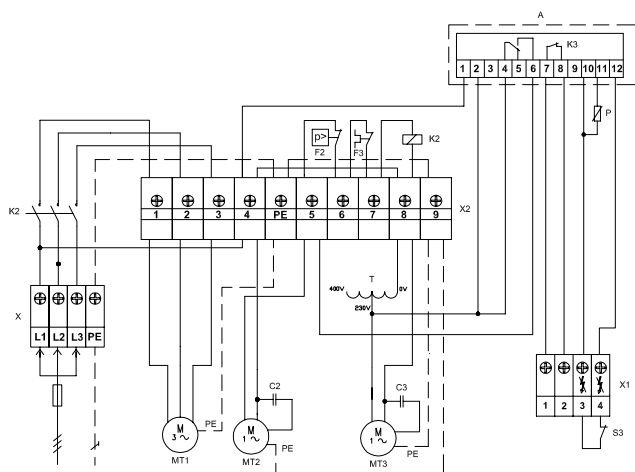 A
K3
1 2 3 4 5 6 7 8 9 10 11 12
P
p>
F2
F3
K2
K2
1 2 3 4 PE 5 6 7 8 9
X2
T
400V
0V
230V
X
L1 L2 L3 PE
X1
1 2 3 4
C2
C3
S3
M
3~
PE
MT1
M
1~
PE
MT2
M
1~
PE
MT3